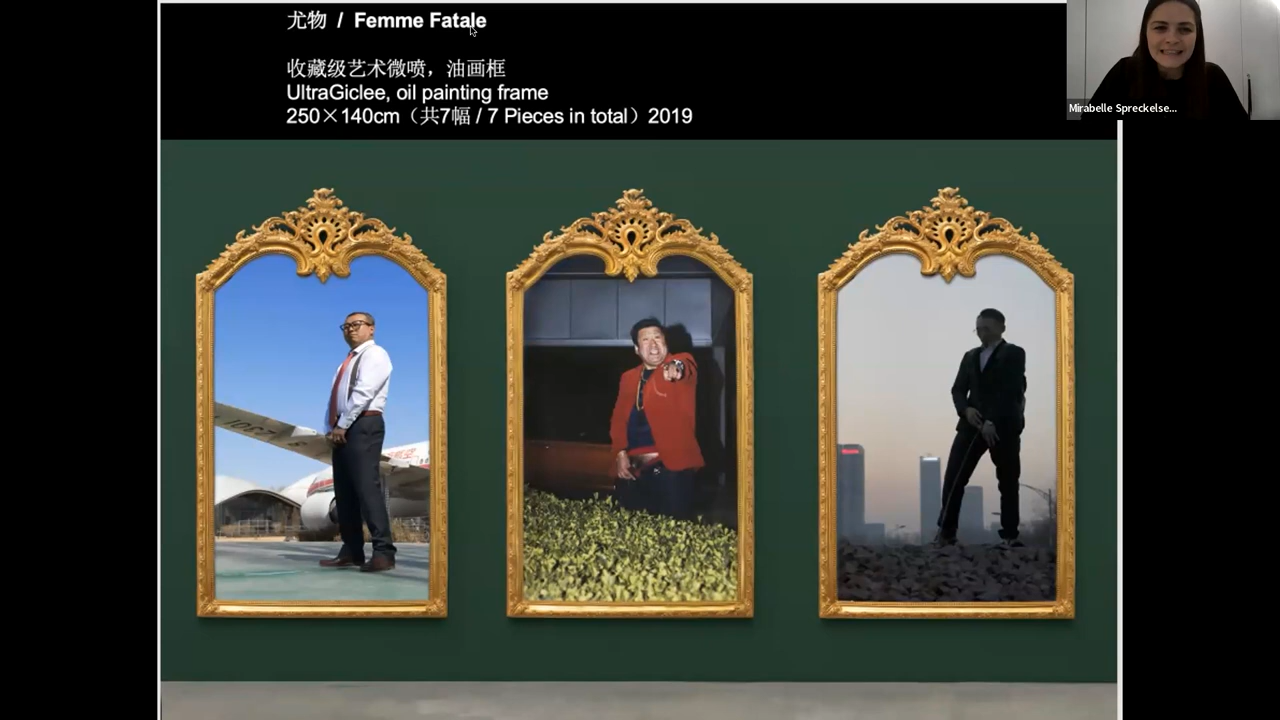 尤物 / Femme Fatale
收藏级艺术微喷，油画框
UltraGiclee, oil painting frame
250×140cm（共7幅 / 7 Pieces in total）2019
Mirabelle Spreckelse...